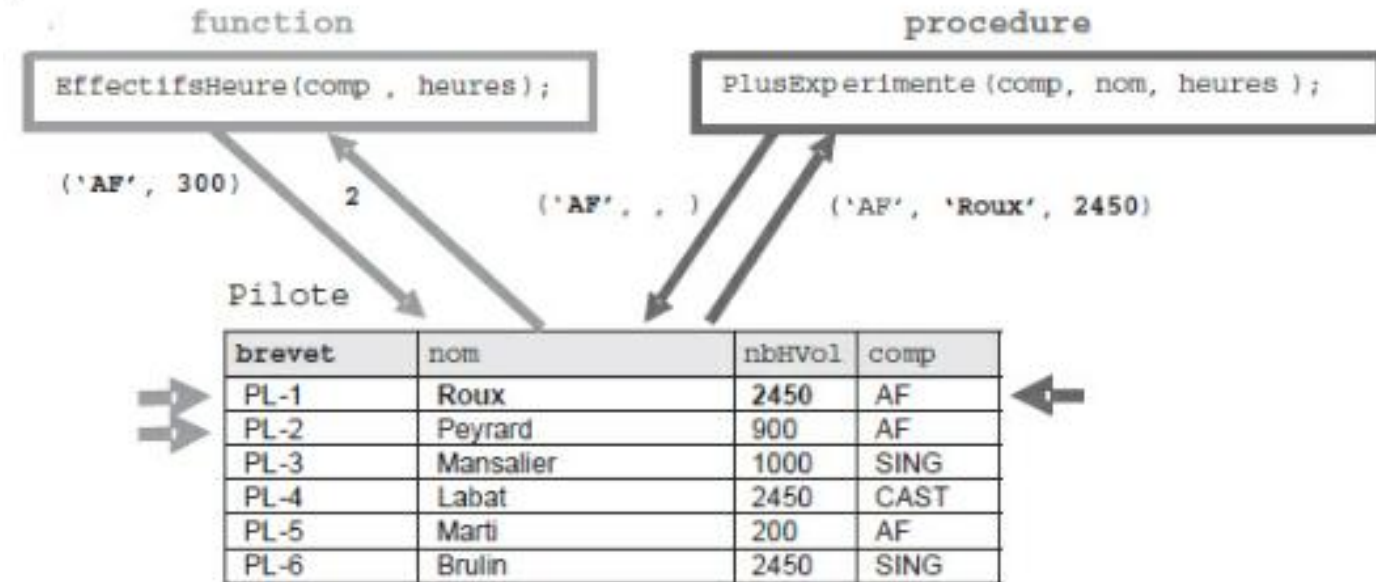 function
procedure
EffectifsHeure(comp , heures);
PlusExperimente(comp, nom, heures );
('AF', 300)
2
('AF', , )
('AF', 'Roux', 2450)
Pilote
brevet nom nbHVol comp
PL-1 Roux 2450 AF
PL-2 Peyrard 900 AF
PL-3 Mansalier 1000 SING
PL-4 Labat 2450 CAST
PL-5 Marti 200 AF
PL-6 Brulin 2450 SING